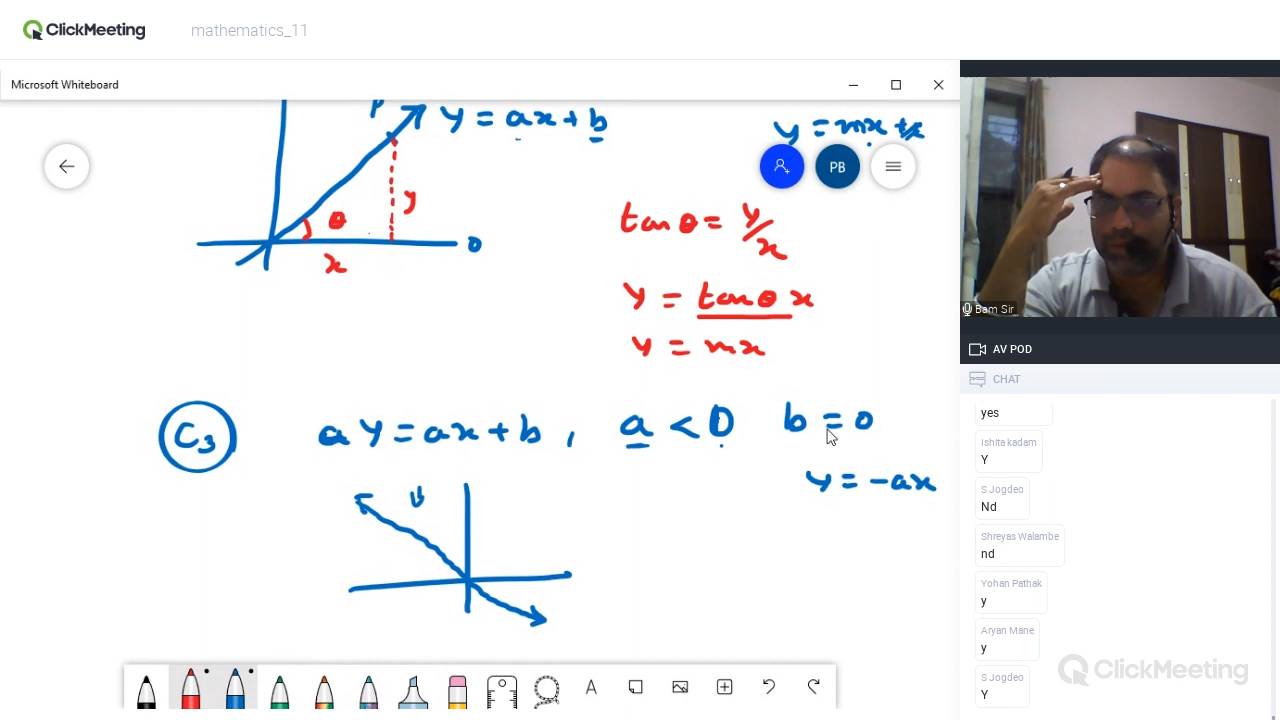 ClickMeeting mathematics_11
Microsoft Whiteboard
P
y = ax + b
y = mx +
PB
θ
y
0
x
tan θ = y/x
y = tan θ x
y = mx
C3
a y = ax + b , a < 0 b = 0
y = -ax
Bam Sir
AV POD
CHAT
yes
Ishita kadam
Y
S Jogdeo
Nd
Shreyas Walambe
nd
Yohan Pathak
y
Aryan Mane
y
S Jogdeo
Y
ClickMeeting
A